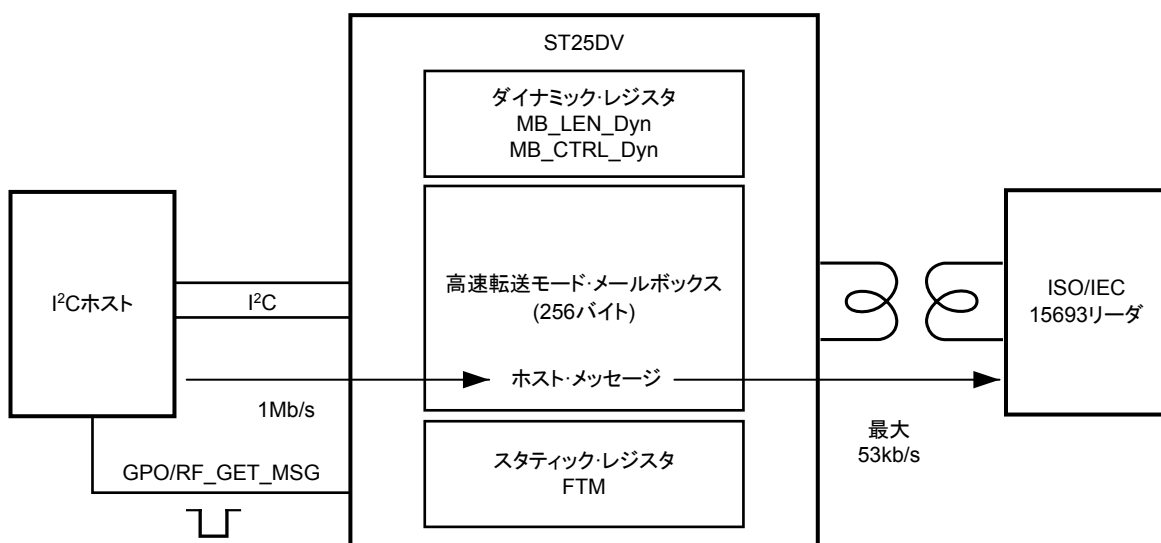 ST25DV
ダイナミック·レジスタ
MB_LEN_Dyn
MB_CTRL_Dyn
I²Cホスト
I²C
高速転送モード·メールボックス
(256バイト)
ISO/IEC
15693リーダ
ホスト·メッセージ
1Mb/s
最大
53kb/s
GPO/RF_GET_MSG
スタティック·レジスタ
FTM